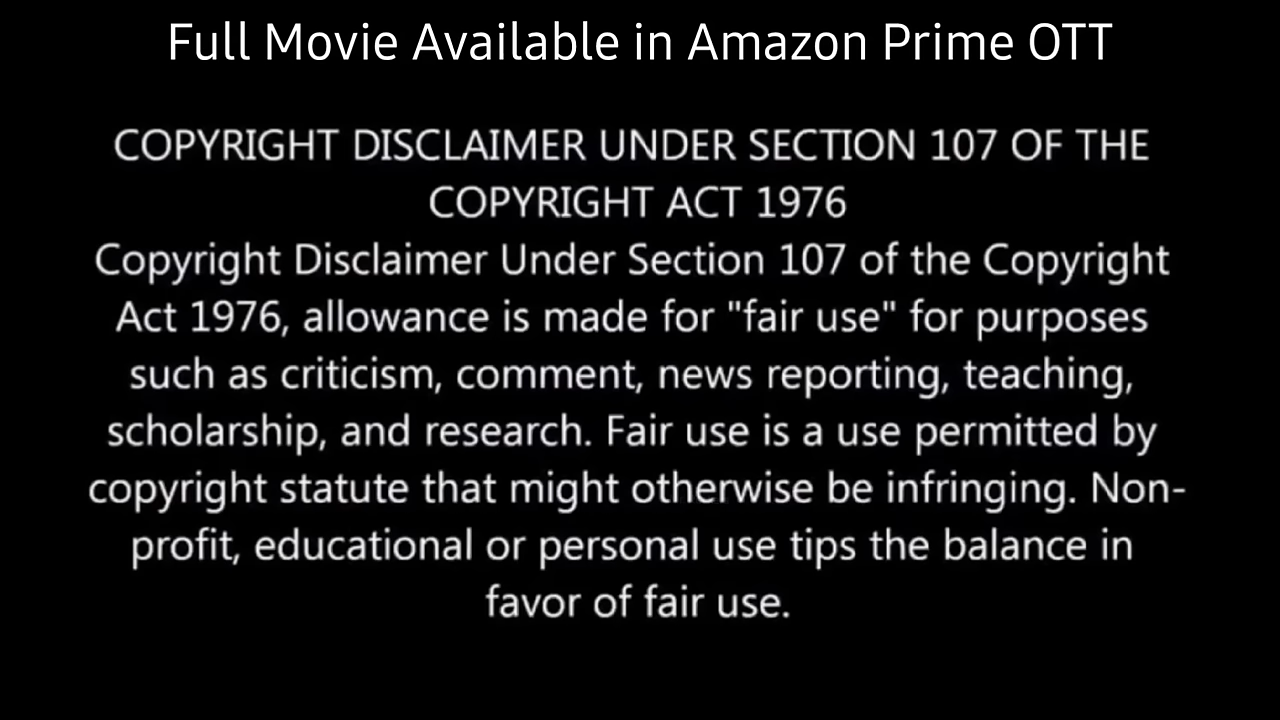 Full Movie Available in Amazon Prime OTT
COPYRIGHT DISCLAIMER UNDER SECTION 107 OF THE
COPYRIGHT ACT 1976
Copyright Disclaimer Under Section 107 of the Copyright
Act 1976, allowance is made for "fair use" for purposes
such as criticism, comment, news reporting, teaching,
scholarship, and research. Fair use is a use permitted by
copyright statute that might otherwise be infringing. Non-
profit, educational or personal use tips the balance in
favor of fair use.